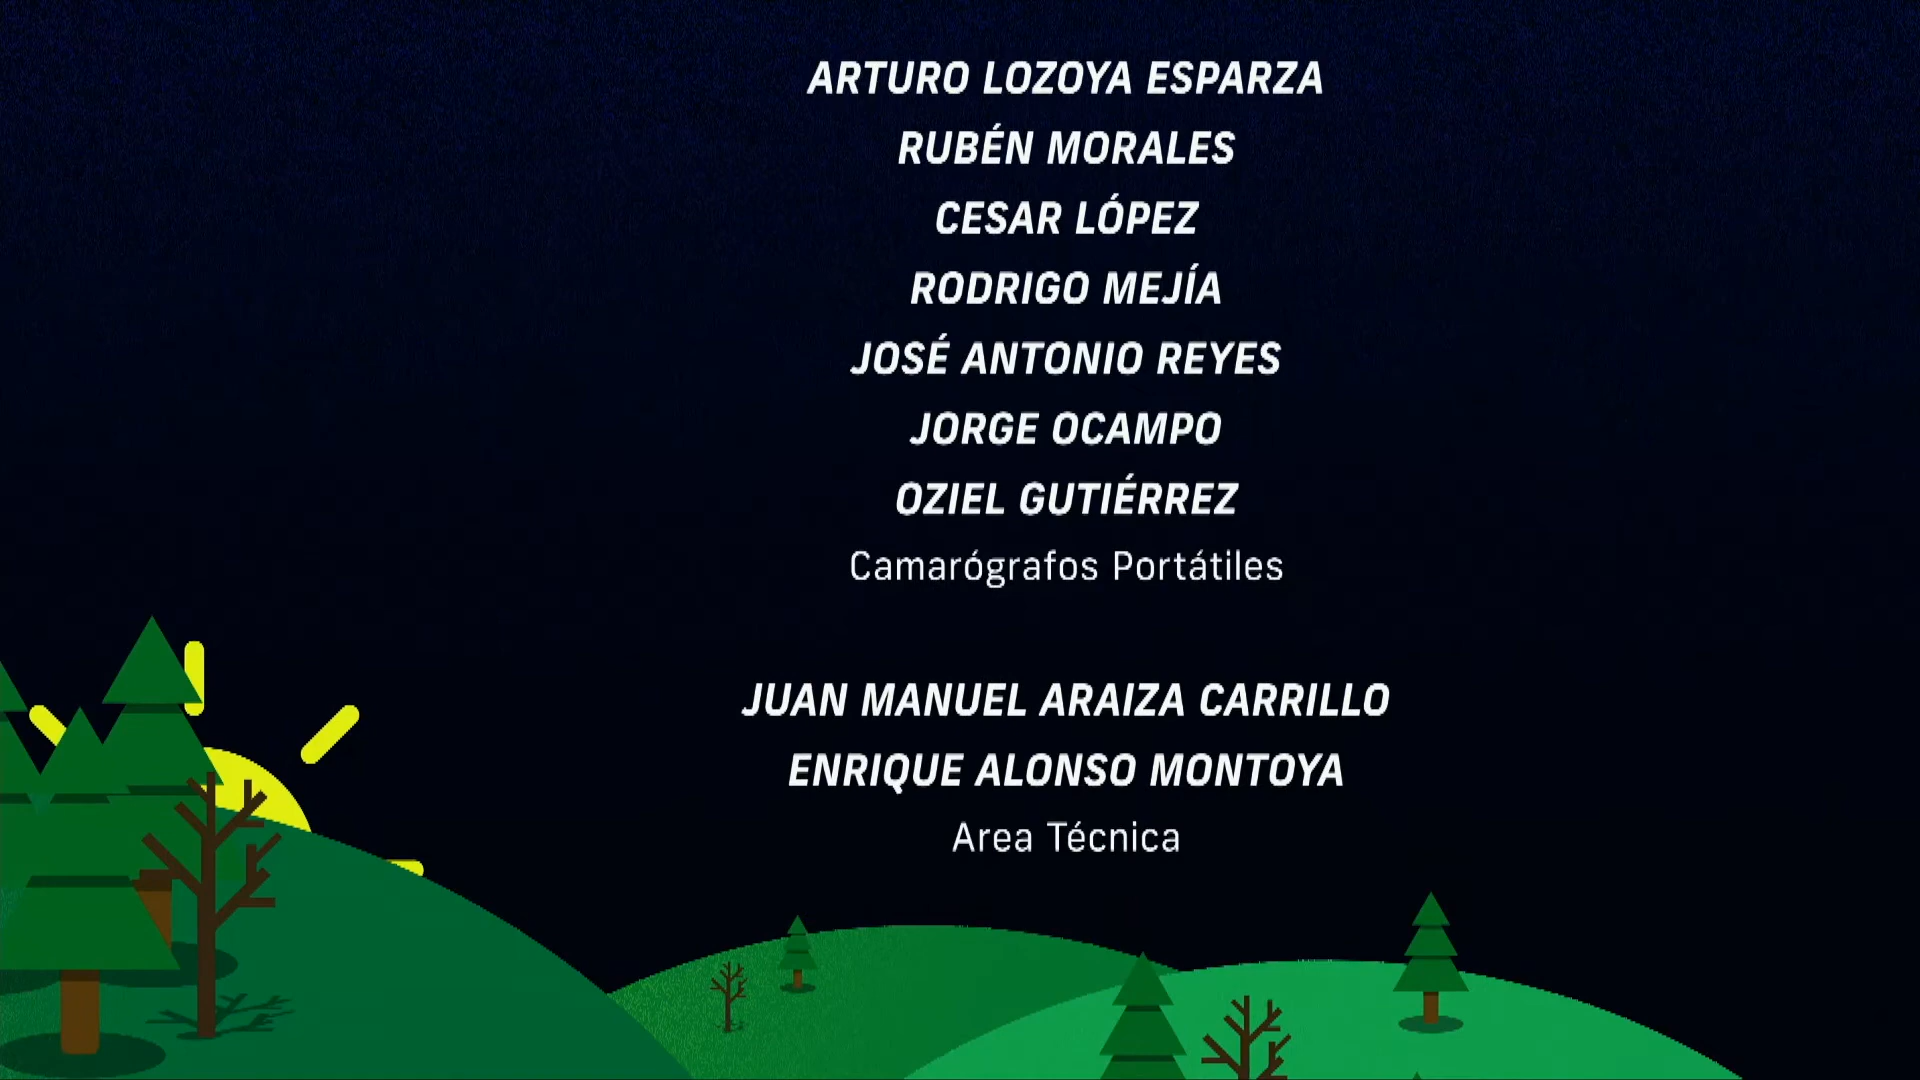 ARTURO LOZOYA ESPARZA
RUBÉN MORALES
CESAR LÓPEZ
RODRIGO MEJÍA
JOSÉ ANTONIO REYES
JORGE OCAMPO
OZIEL GUTIÉRREZ
Camarógrafos Portátiles
JUAN MANUEL ARAIZA CARRILLO
ENRIQUE ALONSO MONTOYA
Area Técnica